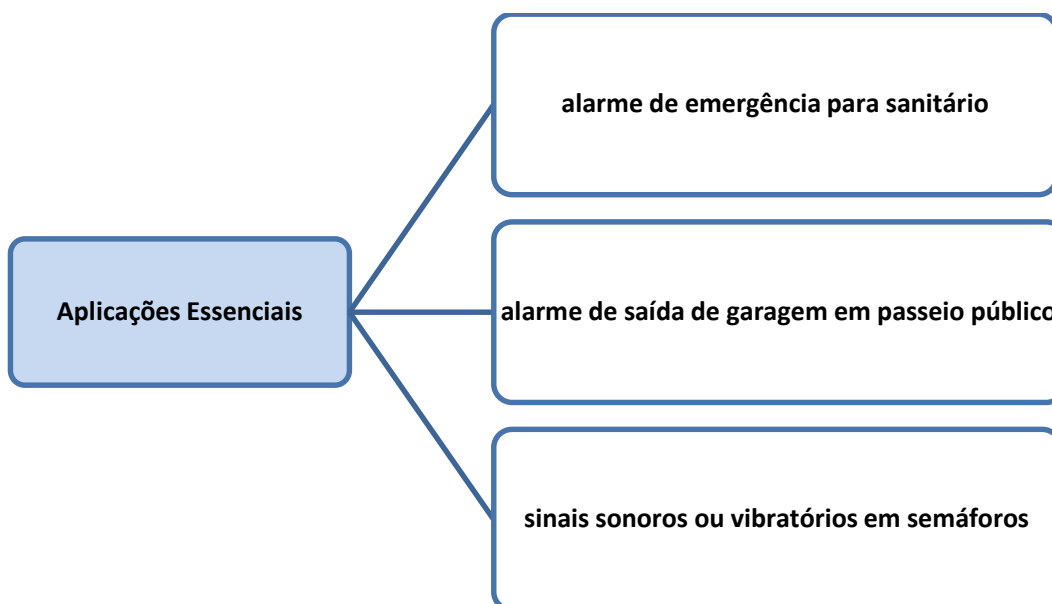 alarme de emergência para sanitário
Aplicações Essenciais
alarme de saída de garagem em passeio público
sinais sonoros ou vibratórios em semáforos